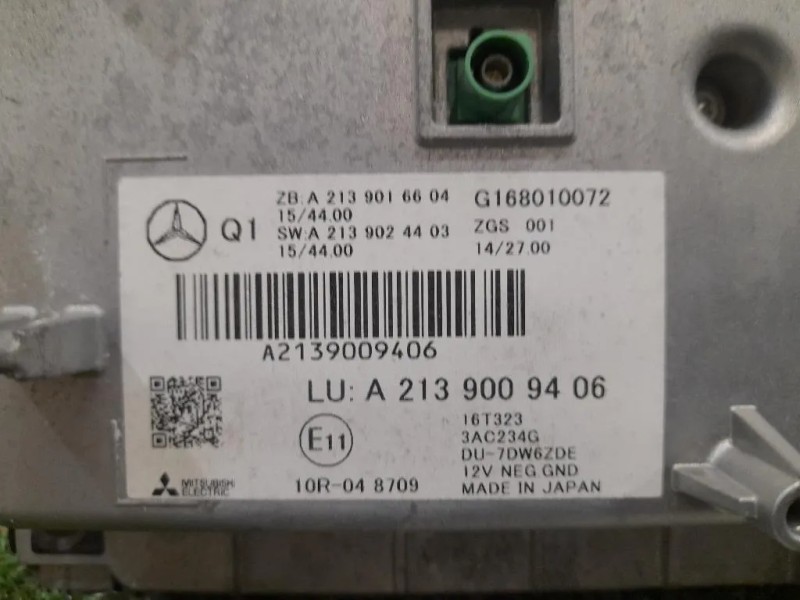 ZB: A 213 901 66 04
G168010072
15/44.00
Q1
SW: A 213 902 44 03
ZGS 001
15/44.00
14/27.00
A2139009406
LU: A 213 900 94 06
E11
16T323
3AC234G
DU-7DW6ZDE
12V NEG GND
MITSUBISHI
ELECTRIC
10R-04 8709
MADE IN JAPAN